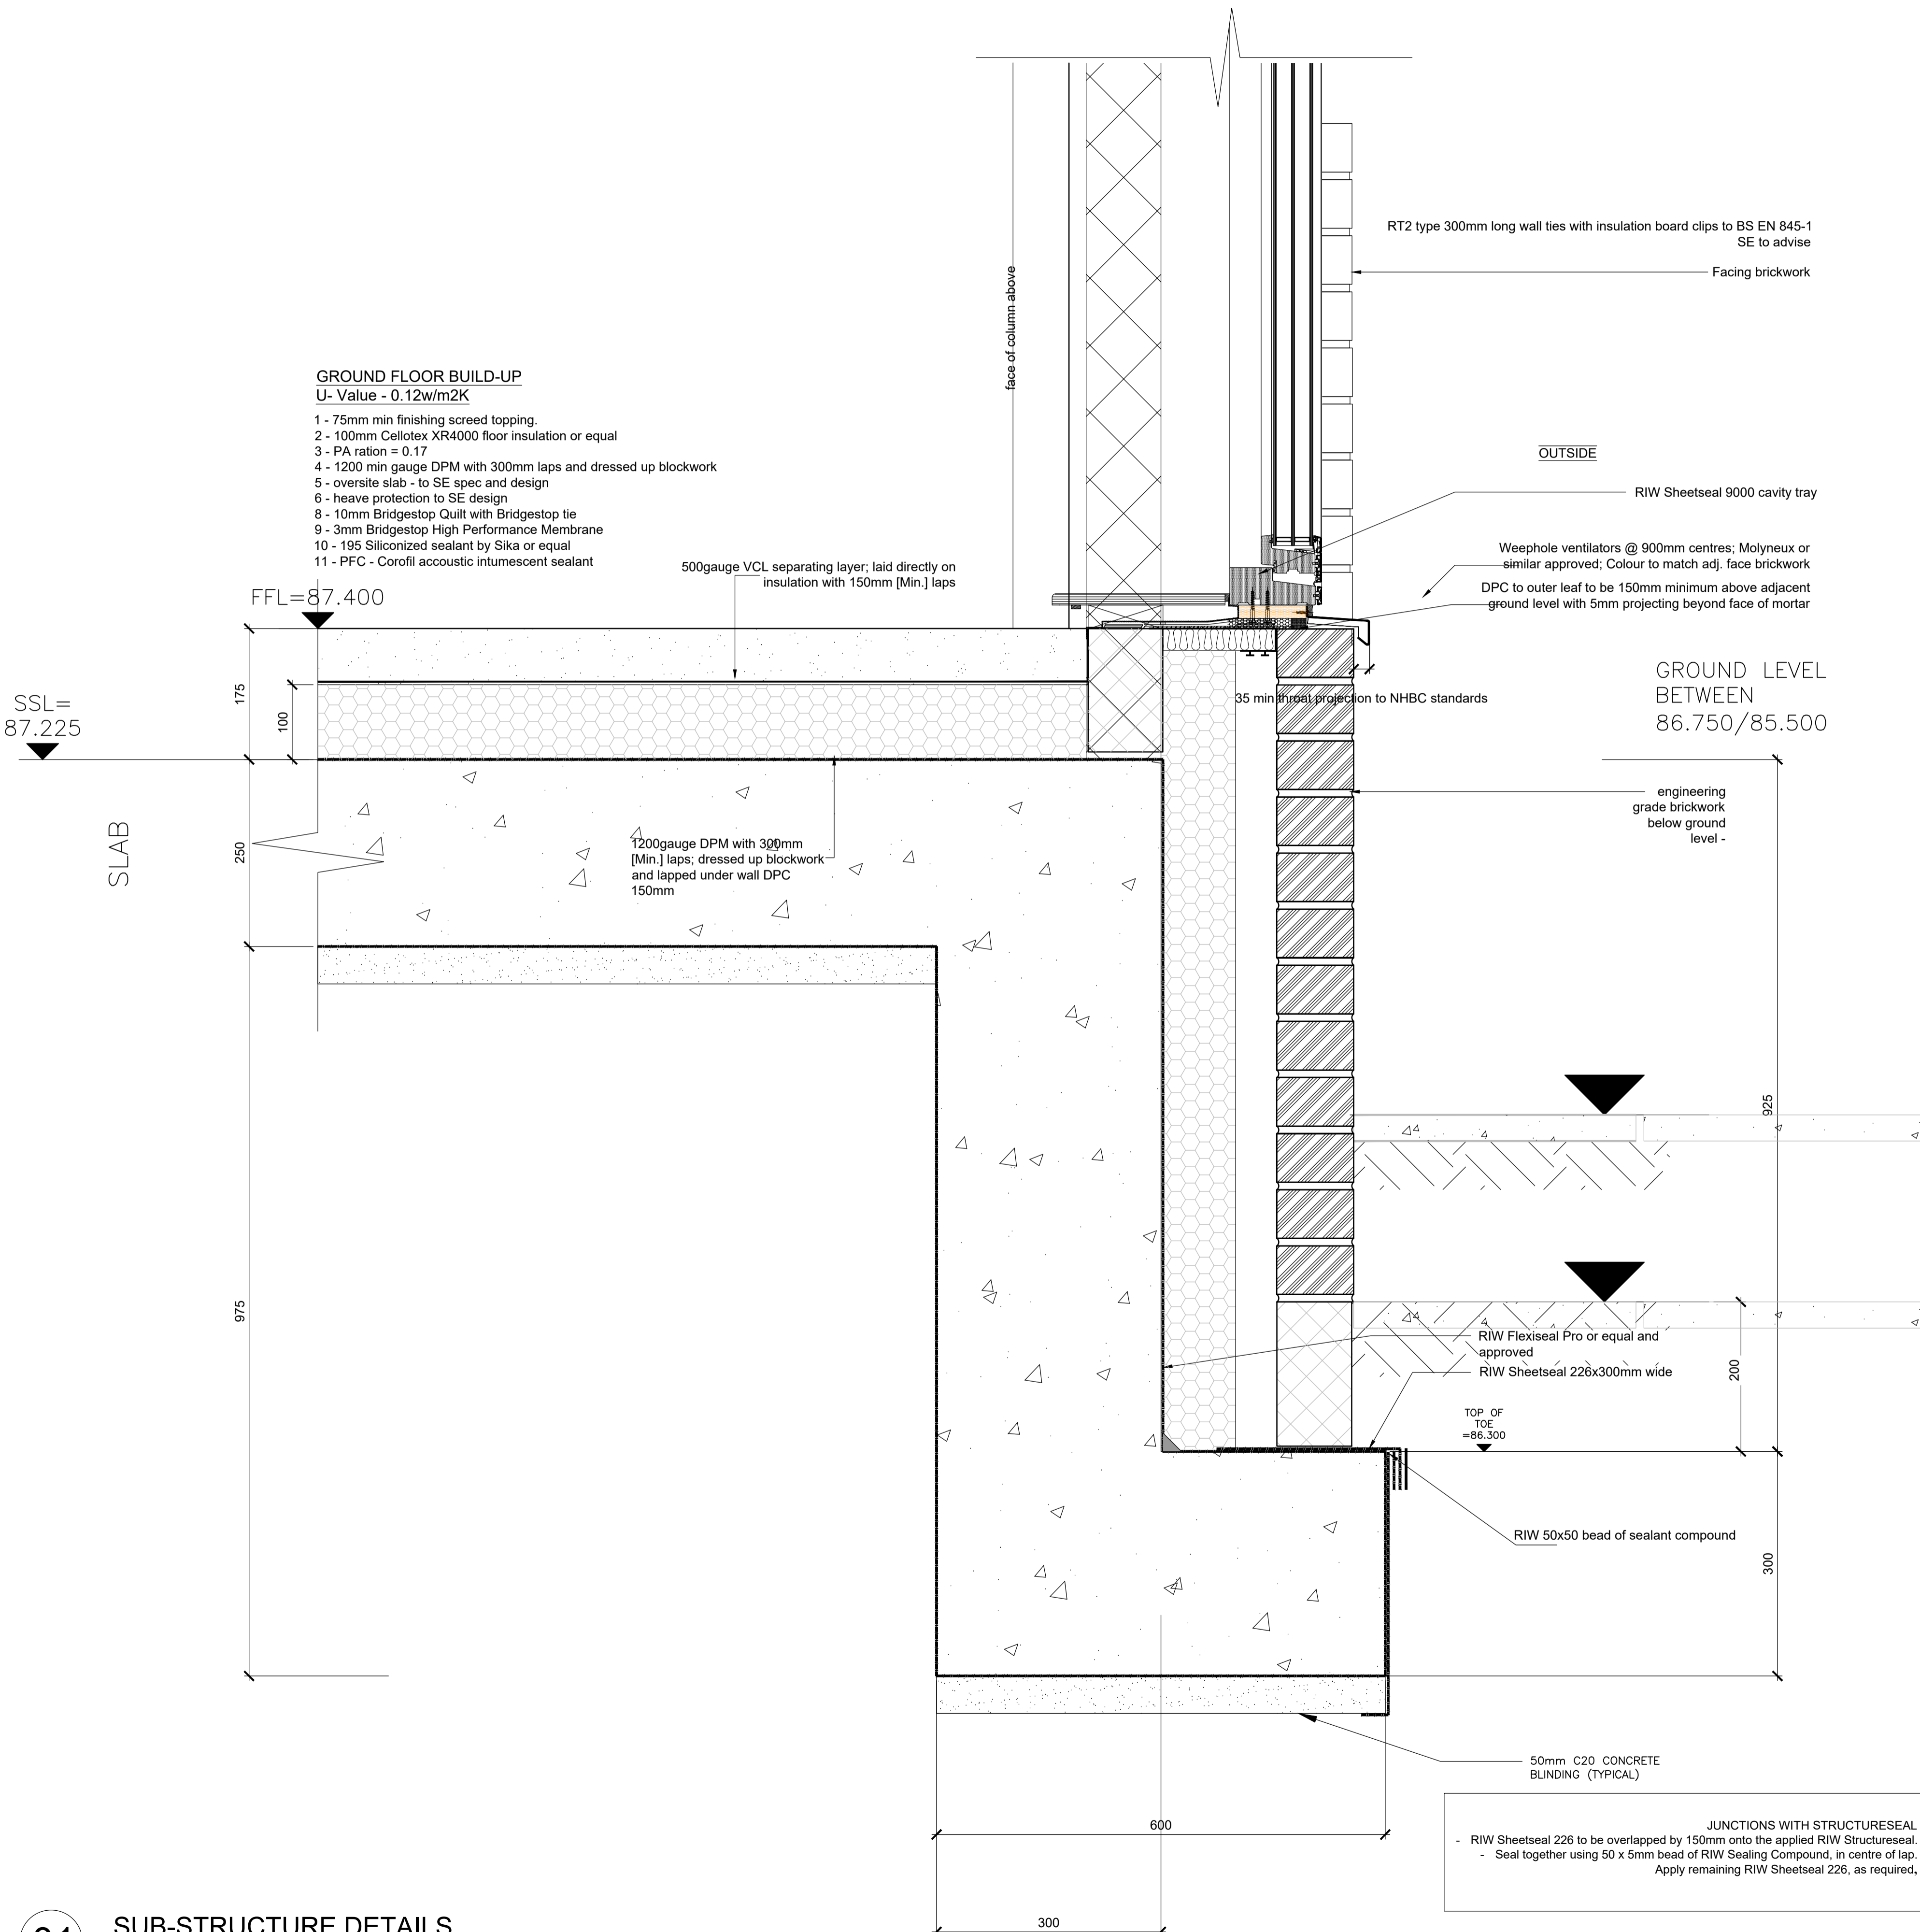 face of column above
RT2 type 300mm long wall ties with insulation board clips to BS EN 845-1
SE to advise
Facing brickwork
GROUND FLOOR BUILD-UP
U- Value - 0.12w/m2K
1 - 75mm min finishing screed topping.
2 - 100mm Cellotex XR4000 floor insulation or equal
3 - PA ration = 0.17
4 - 1200 min gauge DPM with 300mm laps and dressed up blockwork
5 - oversite slab - to SE spec and design
6 - heave protection to SE design
8 - 10mm Bridgestop Quilt with Bridgestop tie
9 - 3mm Bridgestop High Performance Membrane
10 - 195 Siliconized sealant by Sika or equal
11 - PFC - Corofil accoustic intumescent sealant
OUTSIDE
RIW Sheetseal 9000 cavity tray
Weephole ventilators @ 900mm centres; Molyneux or
similar approved; Colour to match adj. face brickwork
DPC to outer leaf to be 150mm minimum above adjacent
ground level with 5mm projecting beyond face of mortar
500gauge VCL separating layer; laid directly on
insulation with 150mm [Min.] laps
FFL=87.400
175
100
SSL=
87.225
35 min throat projection to NHBC standards
GROUND LEVEL
BETWEEN
86.750/85.500
engineering
grade brickwork
below ground
level -
SLAB
250
1200gauge DPM with 300mm
[Min.] laps; dressed up blockwork
and lapped under wall DPC
150mm
925
975
RIW Flexiseal Pro or equal and
approved
RIW Sheetseal 226x300mm wide
200
TOP OF
TOE
=86.300
RIW 50x50 bead of sealant compound
300
50mm C20 CONCRETE
BLINDING (TYPICAL)
600
JUNCTIONS WITH STRUCTURESEAL
- RIW Sheetseal 226 to be overlapped by 150mm onto the applied RIW Structureseal.
- Seal together using 50 x 5mm bead of RIW Sealing Compound, in centre of lap.
Apply remaining RIW Sheetseal 226, as required,
300
SUB-STRUCTURE DETAILS